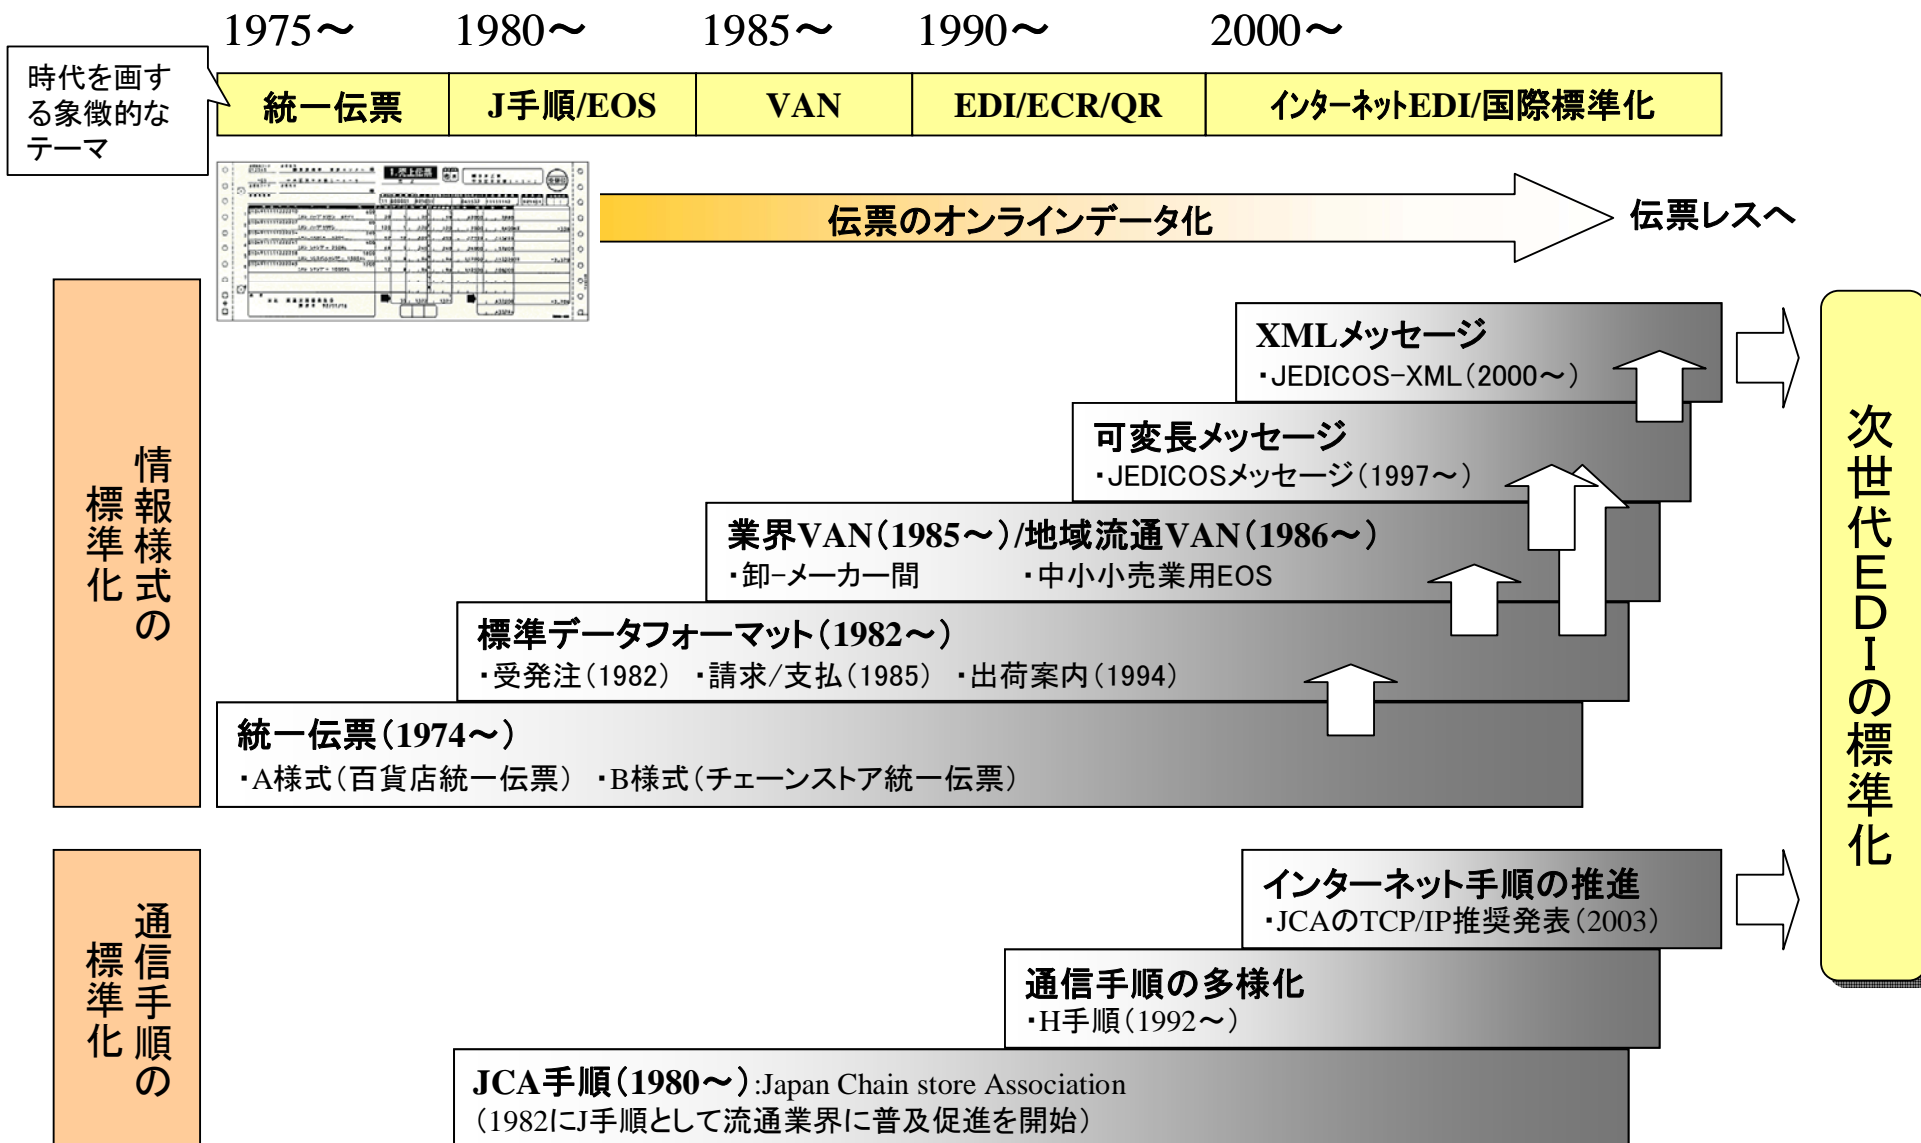 1975～ 1980～ 1985～ 1990～ 2000～
時代を画す
る象徴的な
テーマ
統一伝票 J手順/EOS VAN EDI/ECR/QR インターネットEDI/国際標準化
1.売上伝票
伝票のオンラインデータ化
伝票レスへ
情報様式の
標準化
XMLメッセージ
・JEDICOS-XML（2000～）
可変長メッセージ
・JEDICOSメッセージ（1997～）
業界VAN（1985～）/地域流通VAN（1986～）
・卸-メーカー間 ・中小小売業用EOS
標準データフォーマット（1982～）
・受発注（1982） ・請求/支払（1985） ・出荷案内（1994）
統一伝票（1974～）
・A様式（百貨店統一伝票） ・B様式（チェーンストア統一伝票）
次世代EDIの標準化
通信手順の
標準化
インターネット手順の推進
・JCAのTCP/IP推奨発表（2003）
通信手順の多様化
・H手順（1992～）
JCA手順（1980～）:Japan Chain store Association
（1982にJ手順として流通業界に普及促進を開始）